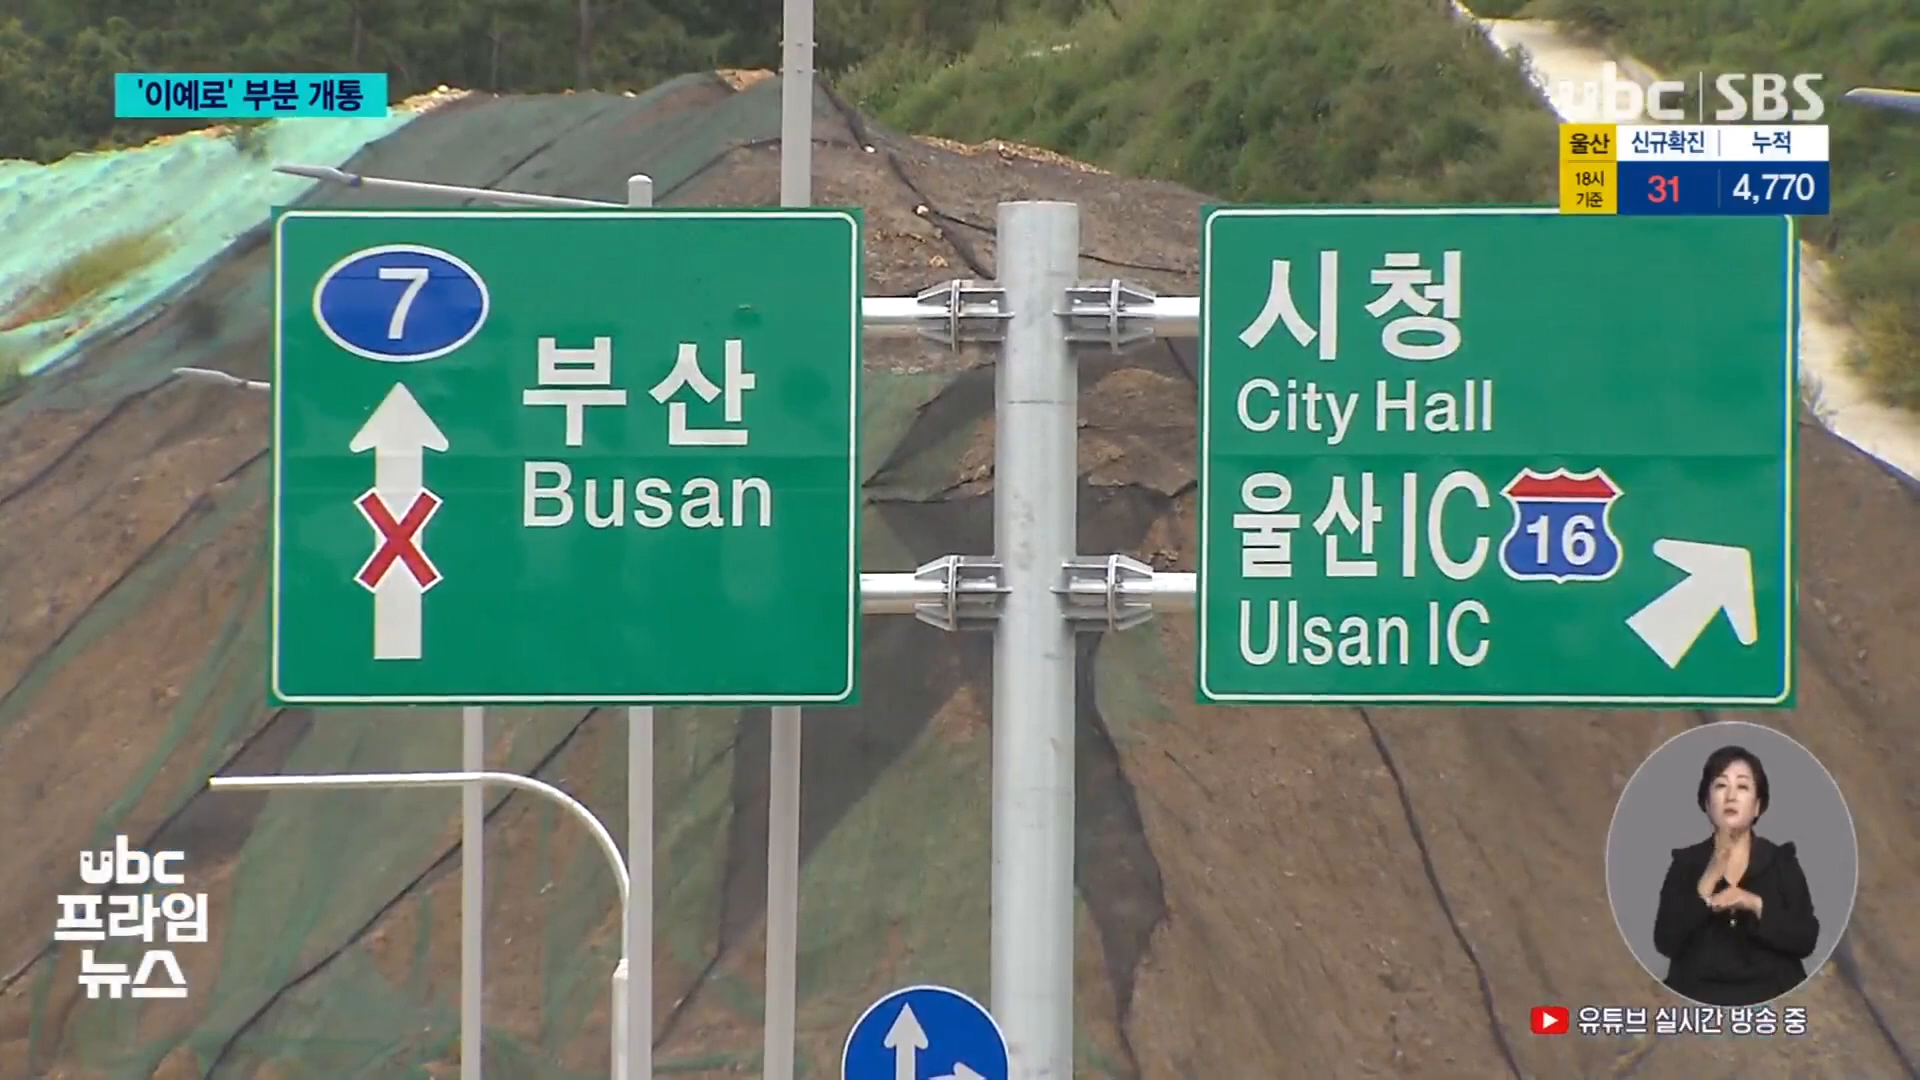 '이예로' 부분 개통
ubc | SBS
울산 신규확진 누적
18시 기준 31 4,770
7
부산
Busan
시청
City Hall
울산IC 16
Ulsan IC
ubc
프라임
뉴스
유튜브 실시간 방송 중